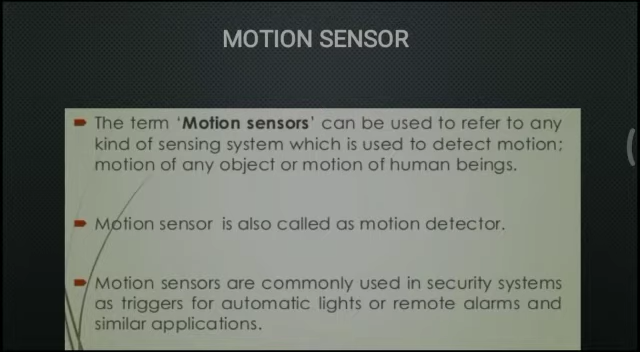 MOTION SENSOR
The term ‘Motion sensors’ can be used to refer to any
kind of sensing system which is used to detect motion;
motion of any object or motion of human beings.
Motion sensor is also called as motion detector.
Motion sensors are commonly used in security systems
as triggers for automatic lights or remote alarms and
similar applications.